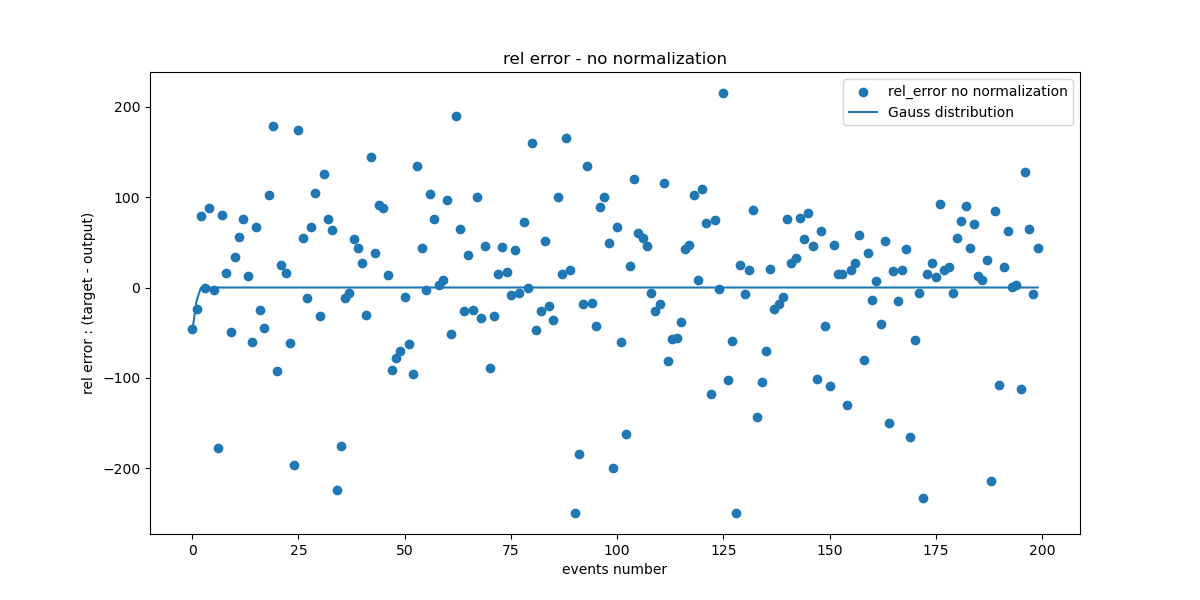 rel error - no normalization
rel_error no normalization
Gauss distribution
rel error : (target - output)
200
100
0
−100
−200
0
25
50
75
100
125
150
175
200
events number